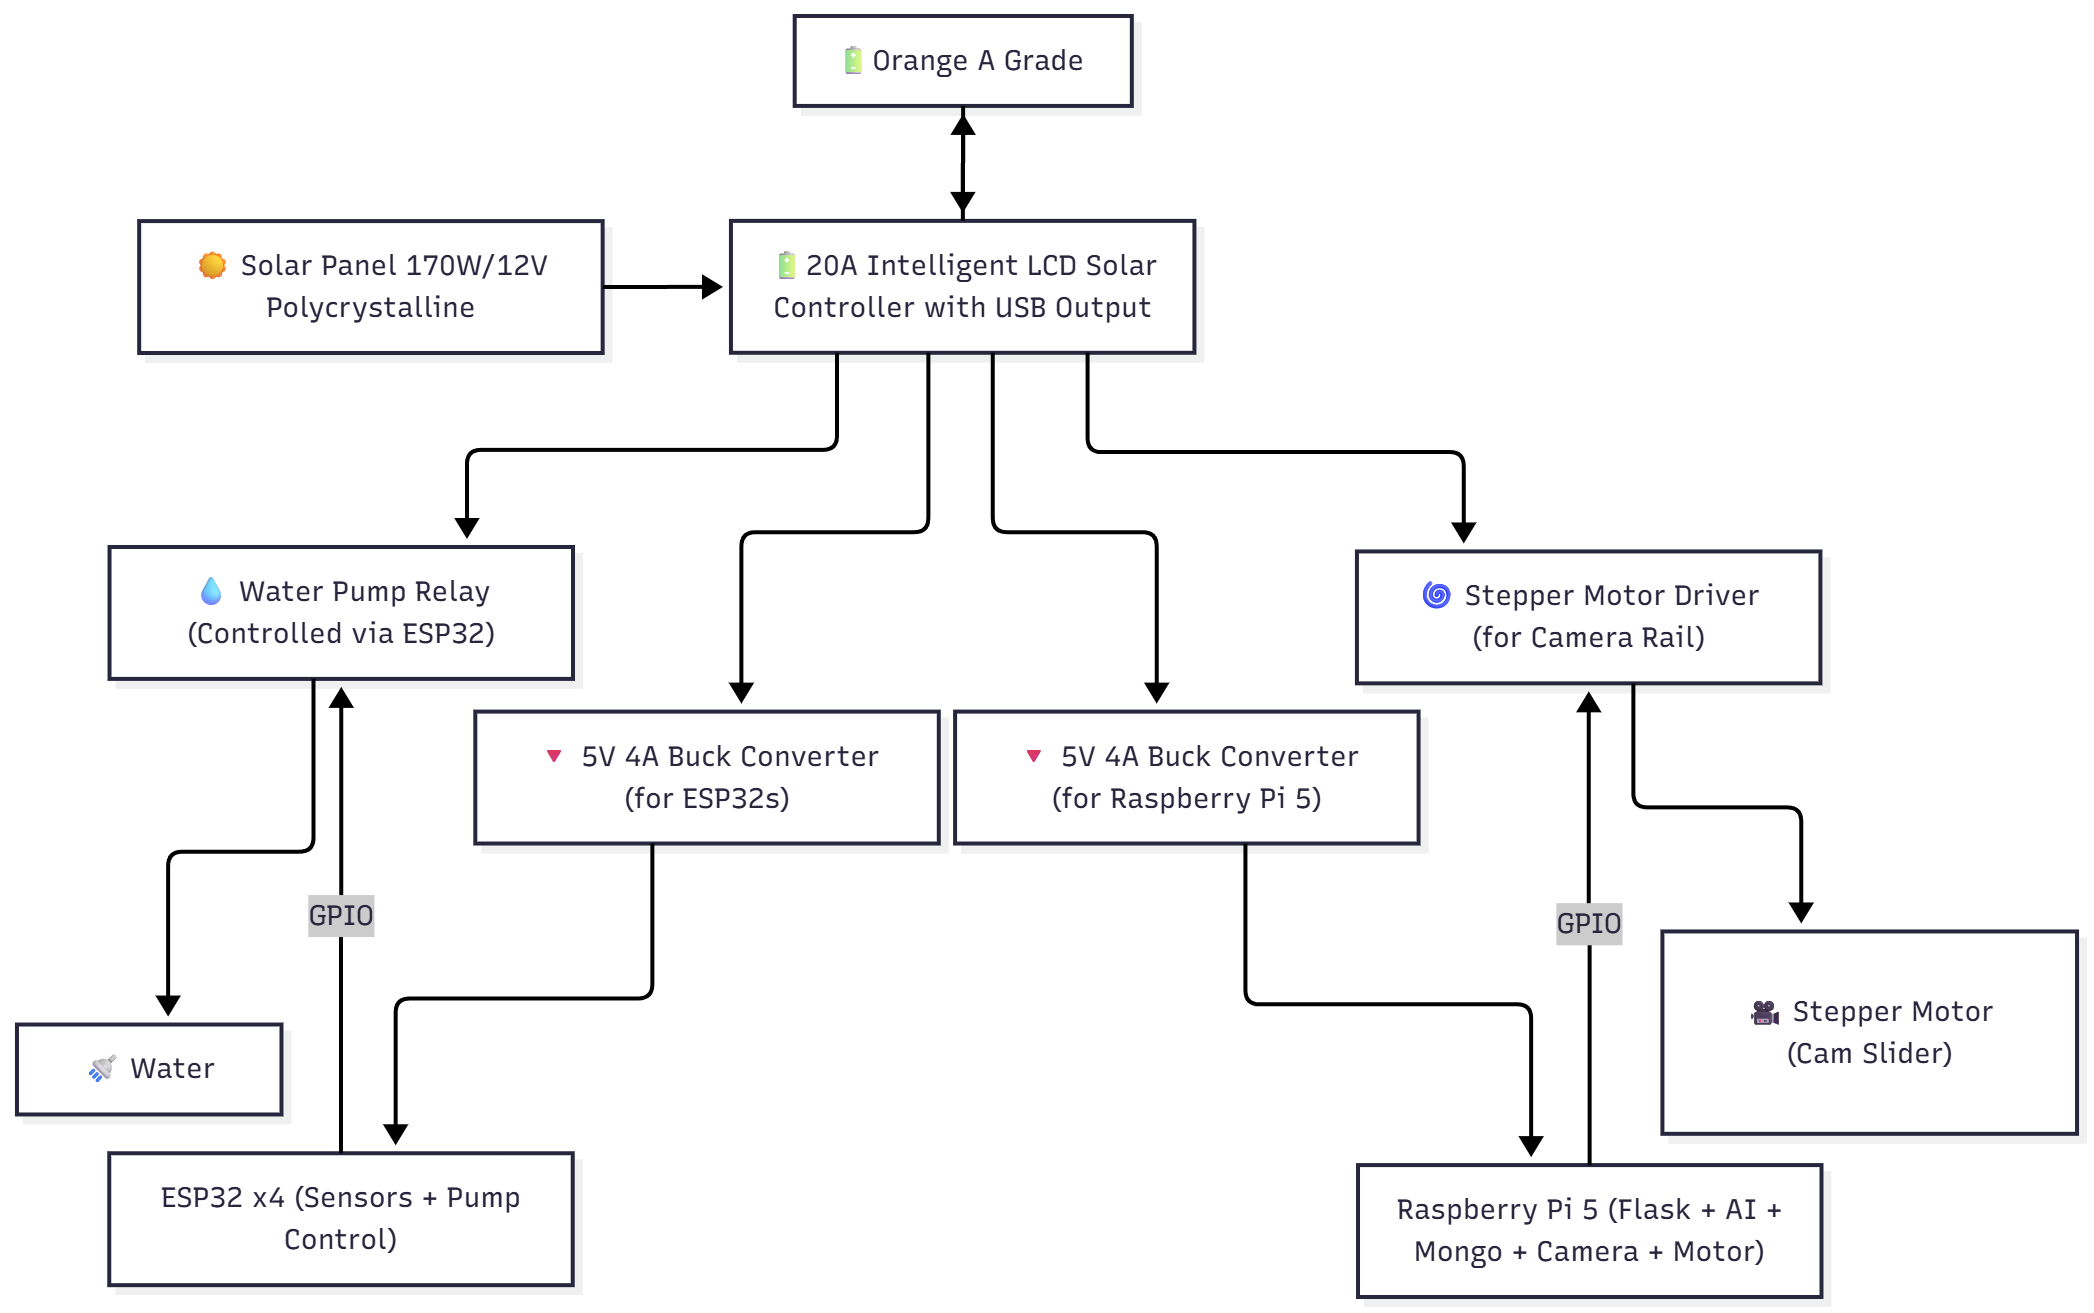 🔋 Orange A Grade
☀️ Solar Panel 170W/12V
Polycrystalline
🔋 20A Intelligent LCD Solar
Controller with USB Output
💧 Water Pump Relay
(Controlled via ESP32)
🌀 Stepper Motor Driver
(for Camera Rail)
🔻 5V 4A Buck Converter
(for ESP32s)
🔻 5V 4A Buck Converter
(for Raspberry Pi 5)
GPIO
GPIO
🚿 Water
🎥 Stepper Motor
(Cam Slider)
ESP32 x4 (Sensors + Pump
Control)
Raspberry Pi 5 (Flask + AI +
Mongo + Camera + Motor)